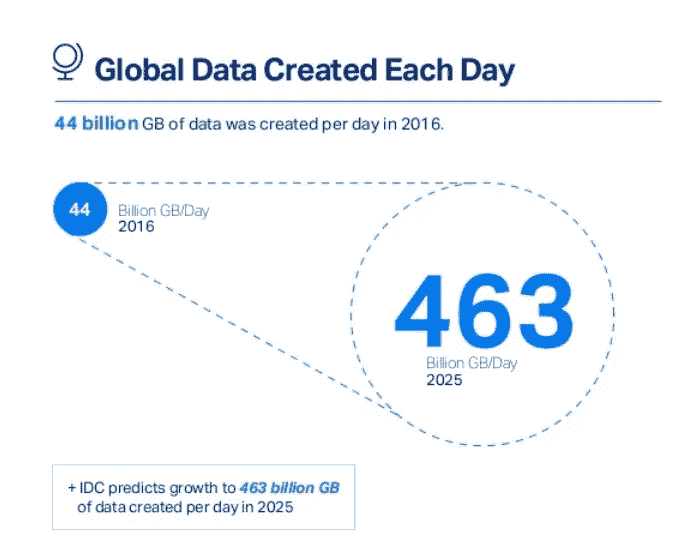 Global Data Created Each Day
44 billion GB of data was created per day in 2016.
44
Billion GB/Day
2016
463
Billion GB/Day
2025
+ IDC predicts growth to 463 billion GB
of data created per day in 2025